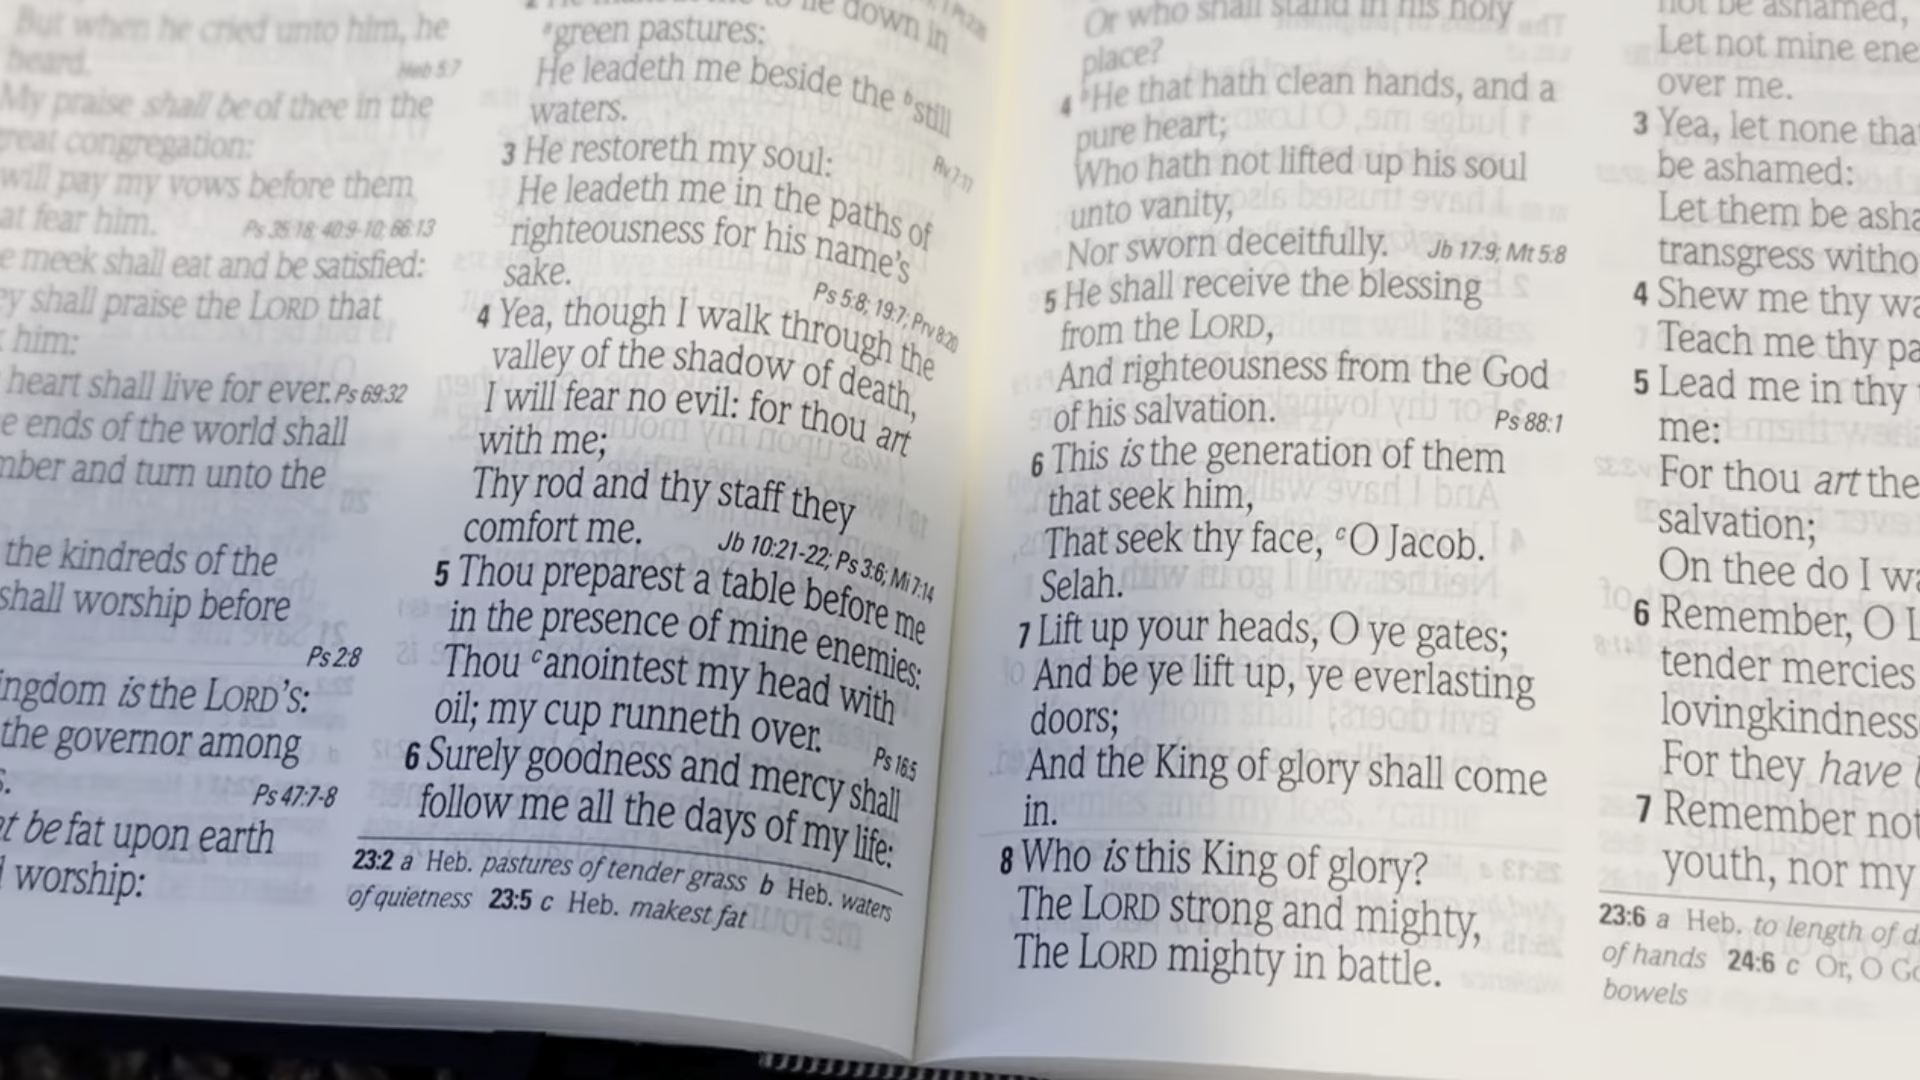 But when he cried unto him, he
heard.
Heb 5:7
My praise shall be of thee in the
great congregation:
will pay my vows before them
at fear him.
Ps 35:18; 40:9-10; 66:13
e meek shall eat and be satisfied:
ey shall praise the LORD that
him:
heart shall live for ever. Ps 69:32
e ends of the world shall
mber and turn unto the
the kindreds of the
shall worship before
Ps 2:8
ingdom is the LORD'S:
the governor among
s.
Ps 47:7-8
at be fat upon earth
worship:
lie down in
a green pastures:
He leadeth me beside the b still
waters.
Rv 7:17
3 He restoreth my soul:
He leadeth me in the paths of
righteousness for his name's
sake.
Ps 5:8; 19:7; Prv 8:20
4 Yea, though I walk through the
valley of the shadow of death,
I will fear no evil: for thou art
with me;
Thy rod and thy staff they
comfort me.
Jb 10:21-22; Ps 3:6; Mi 7:14
5 Thou preparest a table before me
in the presence of mine enemies:
Thou c anointest my head with
oil; my cup runneth over.
Ps 16:5
6 Surely goodness and mercy shall
follow me all the days of my life:
23:2 a Heb. pastures of tender grass b Heb. waters
of quietness 23:5 c Heb. makest fat
Or who shall stand in his holy
place?
4 b He that hath clean hands, and a
pure heart;
Who hath not lifted up his soul
unto vanity,
Nor sworn deceitfully. Jb 17:9; Mt 5:8
5 He shall receive the blessing
from the LORD,
And righteousness from the God
of his salvation. Ps 88:1
6 This is the generation of them
that seek him,
That seek thy face, c O Jacob.
Selah.
7 Lift up your heads, O ye gates;
And be ye lift up, ye everlasting
doors;
And the King of glory shall come
in.
8 Who is this King of glory?
The LORD strong and mighty,
The LORD mighty in battle.
not be ashamed,
Let not mine ene
over me.
3 Yea, let none tha
be ashamed:
Let them be asha
transgress witho
4 Shew me thy wa
Teach me thy pa
5 Lead me in thy
me:
For thou art the
salvation;
On thee do I wa
6 Remember, O L
tender mercies
lovingkindness
For they have
7 Remember not
youth, nor my
23:6 a Heb. to length of d
of hands 24:6 c Or, O Go
bowels